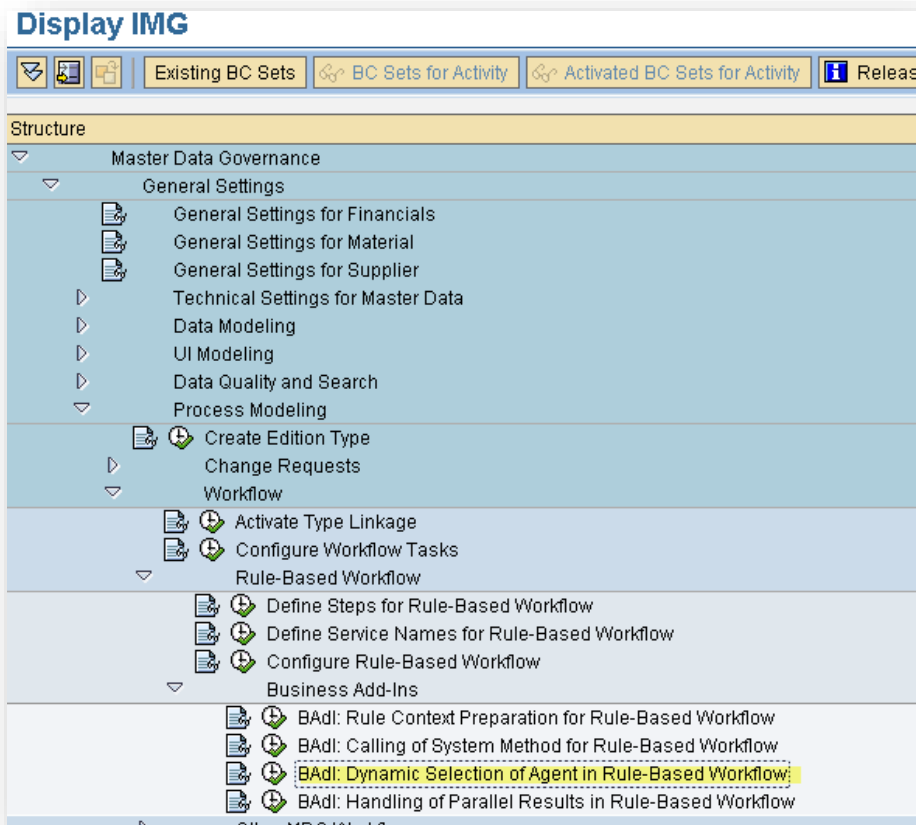 Display IMG
Existing BC Sets BC Sets for Activity Activated BC Sets for Activity Releas
Structure
Master Data Governance
General Settings
General Settings for Financials
General Settings for Material
General Settings for Supplier
Technical Settings for Master Data
Data Modeling
UI Modeling
Data Quality and Search
Process Modeling
Create Edition Type
Change Requests
Workflow
Activate Type Linkage
Configure Workflow Tasks
Rule-Based Workflow
Define Steps for Rule-Based Workflow
Define Service Names for Rule-Based Workflow
Configure Rule-Based Workflow
Business Add-Ins
BAdI: Rule Context Preparation for Rule-Based Workflow
BAdI: Calling of System Method for Rule-Based Workflow
BAdI: Dynamic Selection of Agent in Rule-Based Workflow
BAdI: Handling of Parallel Results in Rule-Based Workflow